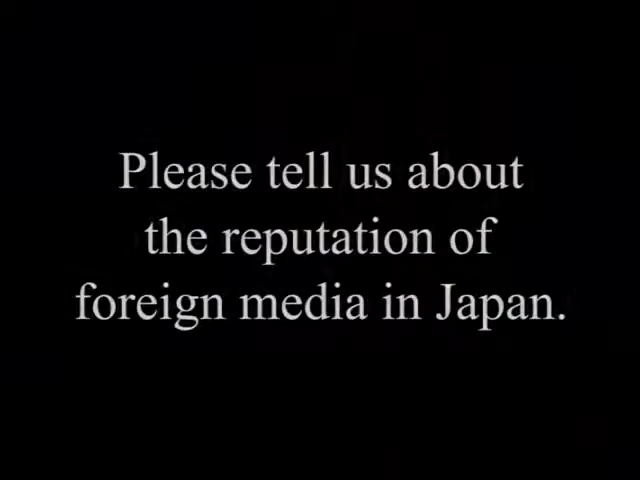 Please tell us about
the reputation of
foreign media in Japan.